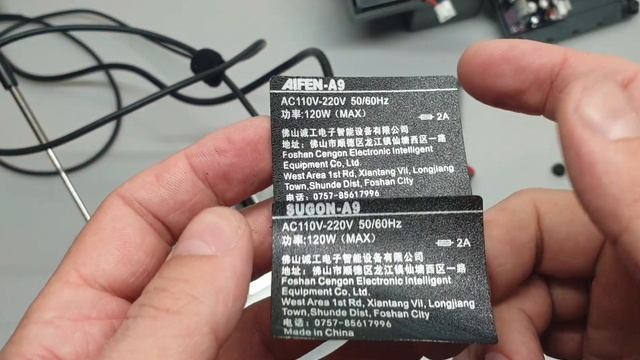 AIFEN-A9
AC110V-220V 50/60Hz
功率:120W（MAX） 2A
佛山诚工电子智能设备有限公司
地址：佛山市顺德区龙江镇仙塘西区一路
Foshan Cengon Electronic Intelligent
Equipment Co, Ltd.
West Area 1st Rd, Xiantang Vil, Longjiang
Town,Shunde Dist, Foshan City
电话：0757-85617996
SUGON-A9
AC110V-220V 50/60Hz
功率:120W（MAX） 2A
佛山诚工电子智能设备有限公司
地址：佛山市顺德区龙江镇仙塘西区一路
Foshan Cengon Electronic Intelligent
Equipment Co, Ltd.
West Area 1st Rd, Xiantang Vil, Longjiang
Town,Shunde Dist, Foshan City
电话：0757-85617996
Made in China